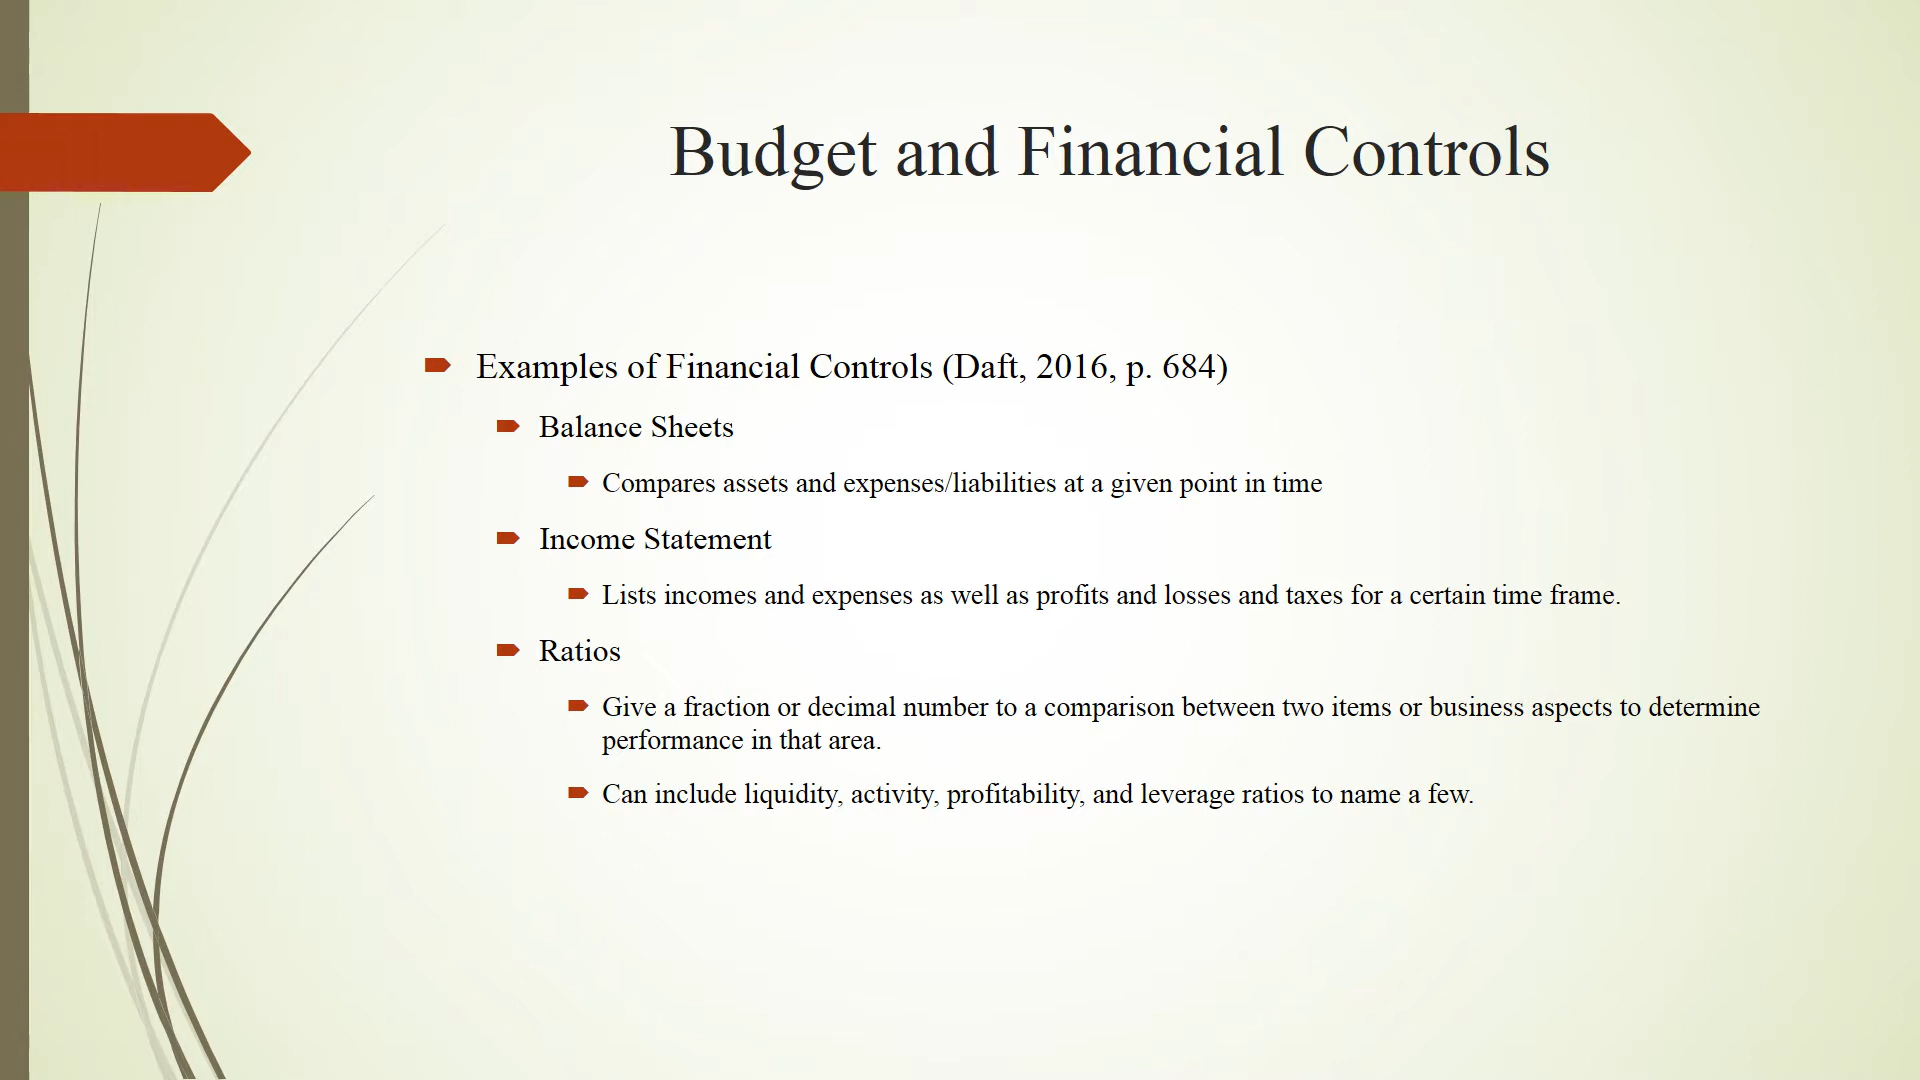 Budget and Financial Controls
Examples of Financial Controls (Daft, 2016, p. 684)
Balance Sheets
Compares assets and expenses/liabilities at a given point in time
Income Statement
Lists incomes and expenses as well as profits and losses and taxes for a certain time frame.
Ratios
Give a fraction or decimal number to a comparison between two items or business aspects to determine
performance in that area.
Can include liquidity, activity, profitability, and leverage ratios to name a few.